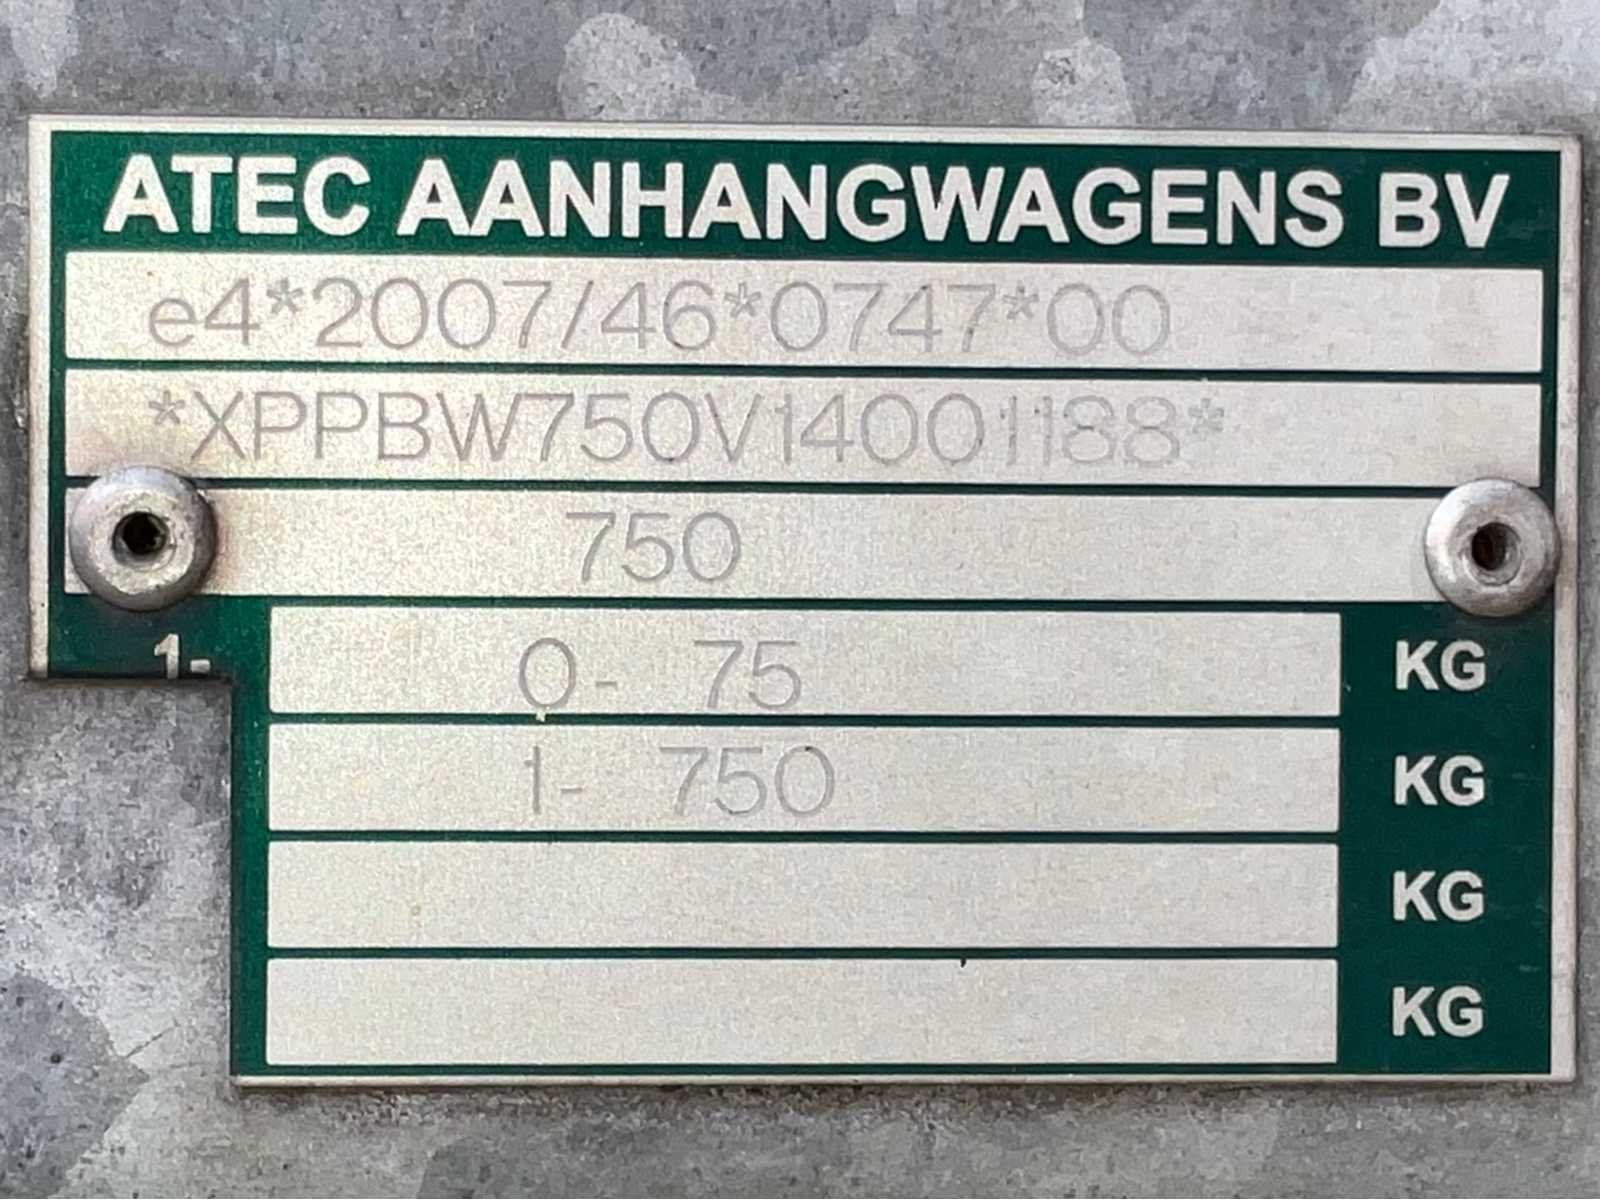 ATEC AANHANGWAGENS BV
e4*2007/46*0747*00
*XPPBW750V14001188*
750
1- 0- 75 KG
1- 750 KG
KG
KG